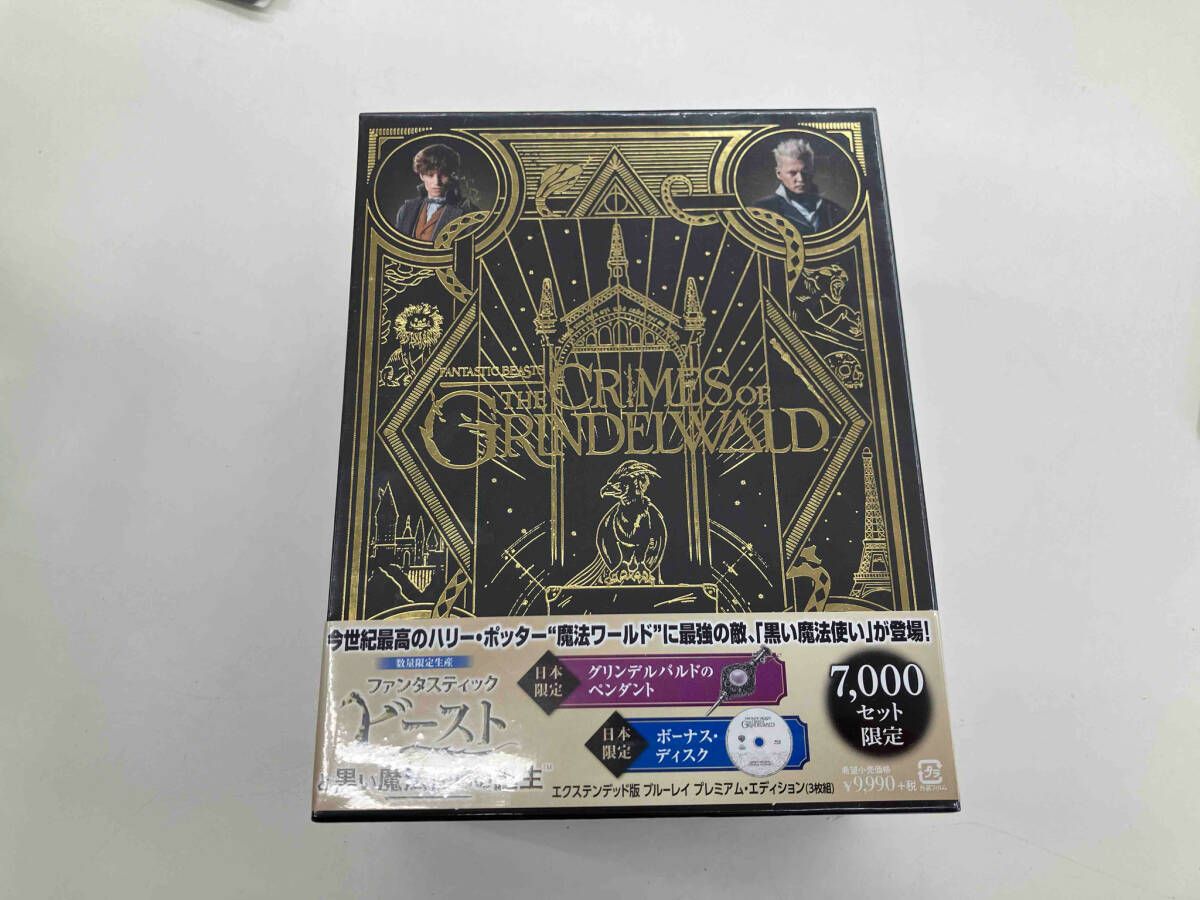 FANTASTIC BEASTS
THE CRIMES OF
GRINDELWALD
今世紀最高のハリー・ポッター“魔法ワールド”に最強の敵、「黒い魔法使い」が登場!
数量限定生産
ファンタスティック
ビースト
黒い魔法
生
日本
限定
グリンデルバルドの
ペンダント
日本
限定
ボーナス・
ディスク
7,000
セット
限定
エクステンデッド版 ブルーレイ プレミアム・エディション(3枚組)
希望小売価格
¥9,990+税